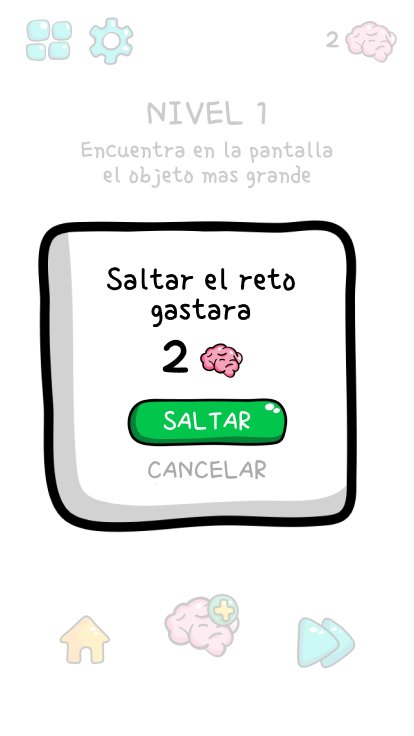 2
NIVEL 1
Encuentra en la pantalla
el objeto mas grande
Saltar el reto
gastara
2
SALTAR
CANCELAR